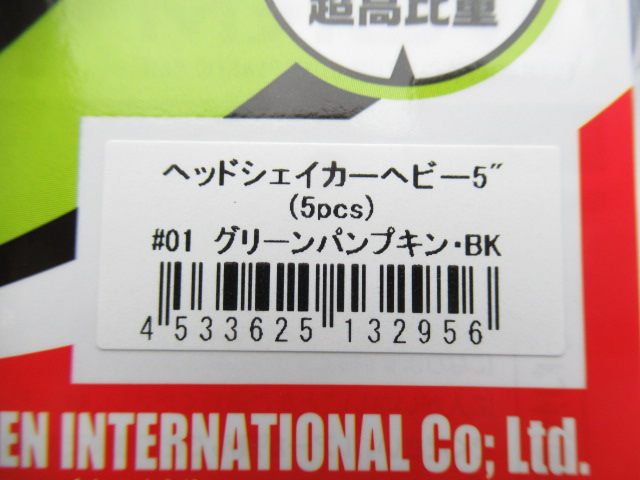 超高比重
ヘッドシェイカーヘビー5″
(5pcs)
#01 グリーンパンプキン・BK
4 533625 132956
EN INTERNATIONAL Co; Ltd.